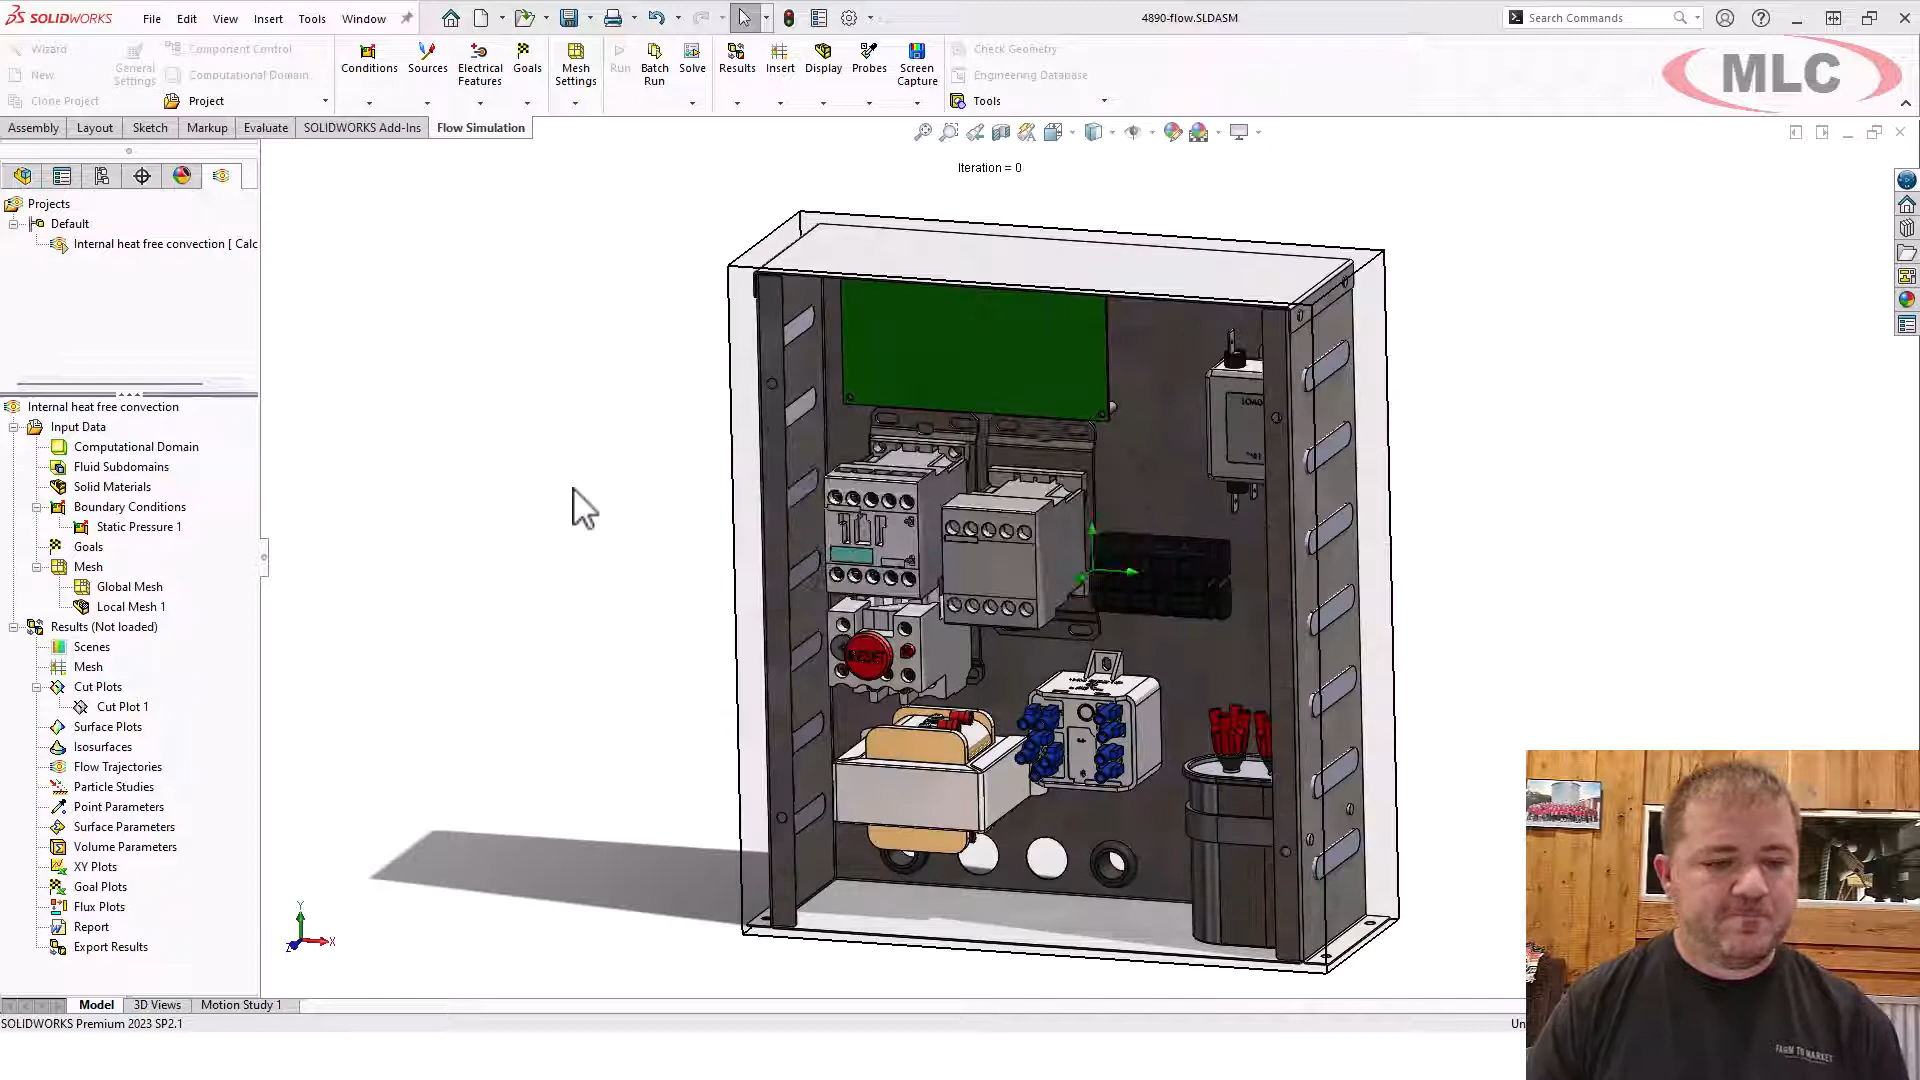 SOLIDWORKS
File Edit View Insert Tools Window
4890-flow.SLDASM
Search Commands
Wizard
New
Clone Project
General Settings
Component Control
Computational Domain
Project
Conditions
Sources
Electrical Features
Goals
Mesh Settings
Run
Batch Run
Solve
Results
Insert
Display
Probes
Screen Capture
Check Geometry
Engineering Database
Tools
MLC
Assembly Layout Sketch Markup Evaluate SOLIDWORKS Add-Ins Flow Simulation
Iteration = 0
Projects
Default
Internal heat free convection [ Calc
Internal heat free convection
Input Data
Computational Domain
Fluid Subdomains
Solid Materials
Boundary Conditions
Static Pressure 1
Goals
Mesh
Global Mesh
Local Mesh 1
Results (Not loaded)
Scenes
Mesh
Cut Plots
Cut Plot 1
Surface Plots
Isosurfaces
Flow Trajectories
Particle Studies
Point Parameters
Surface Parameters
Volume Parameters
XY Plots
Goal Plots
Flux Plots
Report
Export Results
LOAD
RESET
Y
X
Z
Model 3D Views Motion Study 1
SOLIDWORKS Premium 2023 SP2.1
Un
FARM TO MARKET